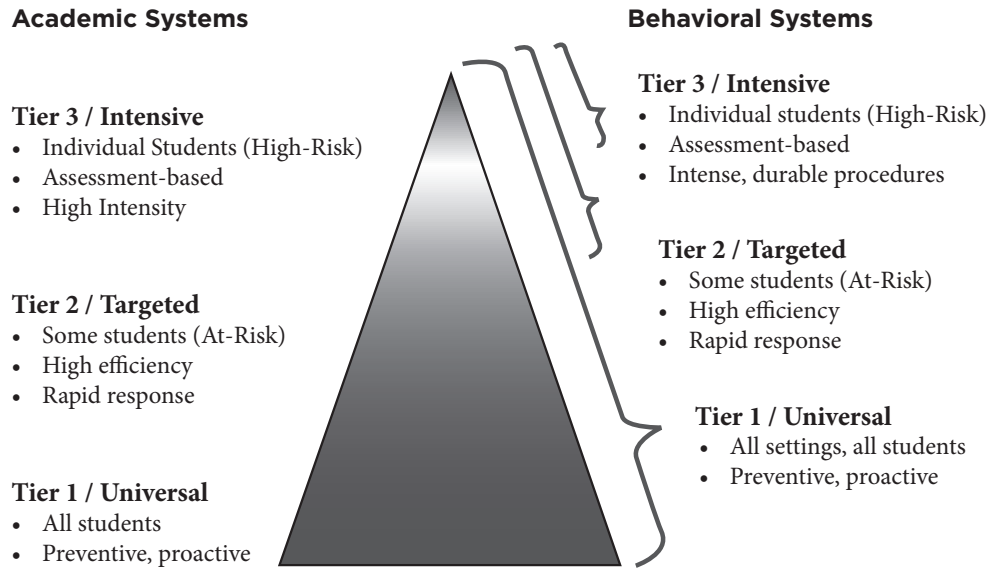 Academic Systems
Tier 3 / Intensive
• Individual Students (High-Risk)
• Assessment-based
• High Intensity
Tier 2 / Targeted
• Some students (At-Risk)
• High efficiency
• Rapid response
Tier 1 / Universal
• All students
• Preventive, proactive
Behavioral Systems
Tier 3 / Intensive
• Individual students (High-Risk)
• Assessment-based
• Intense, durable procedures
Tier 2 / Targeted
• Some students (At-Risk)
• High efficiency
• Rapid response
Tier 1 / Universal
• All settings, all students
• Preventive, proactive